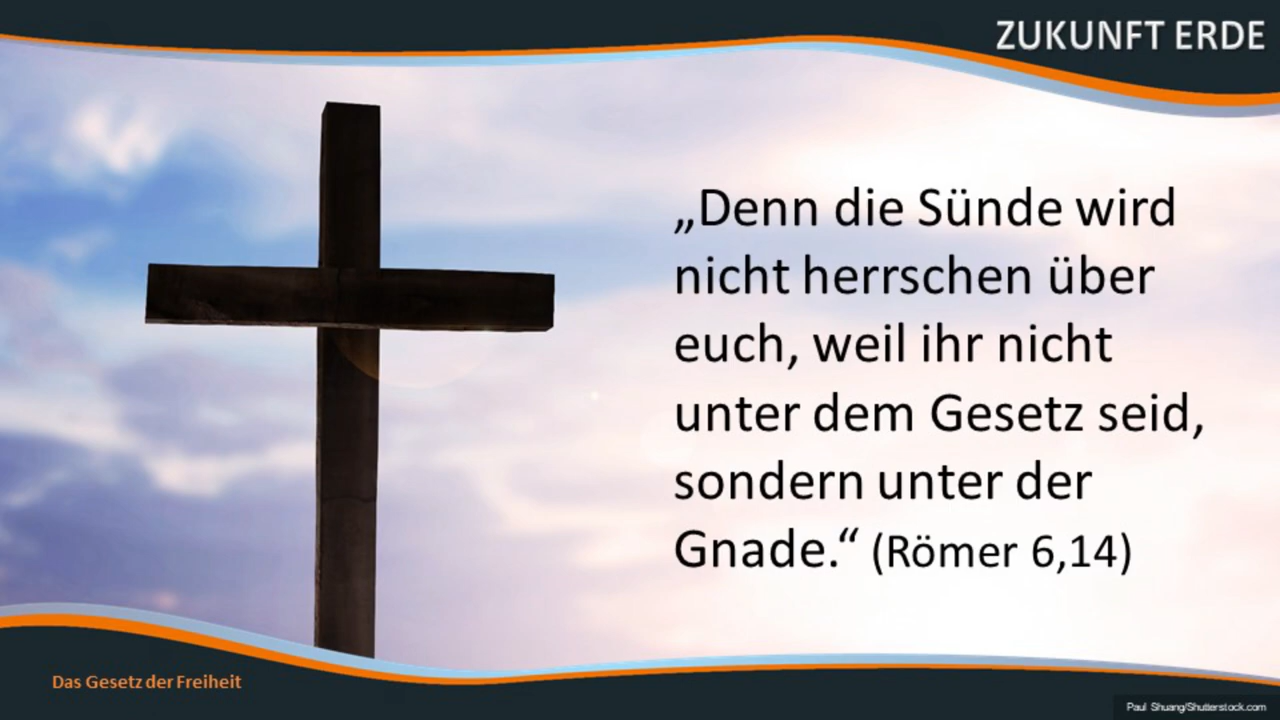 ZUKUNFT ERDE
„Denn die Sünde wird
nicht herrschen über
euch, weil ihr nicht
unter dem Gesetz seid,
sondern unter der
Gnade.“ (Römer 6,14)
Das Gesetz der Freiheit
Paul Shuang/Shutterstock.com